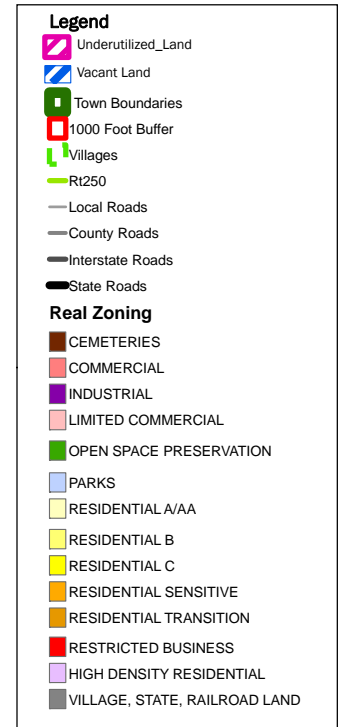 Legend
Underutilized_Land
Vacant Land
Town Boundaries
1000 Foot Buffer
Villages
Rt250
Local Roads
County Roads
Interstate Roads
State Roads
Real Zoning
CEMETERIES
COMMERCIAL
INDUSTRIAL
LIMITED COMMERCIAL
OPEN SPACE PRESERVATION
PARKS
RESIDENTIAL A/AA
RESIDENTIAL B
RESIDENTIAL C
RESIDENTIAL SENSITIVE
RESIDENTIAL TRANSITION
RESTRICTED BUSINESS
HIGH DENSITY RESIDENTIAL
VILLAGE, STATE, RAILROAD LAND